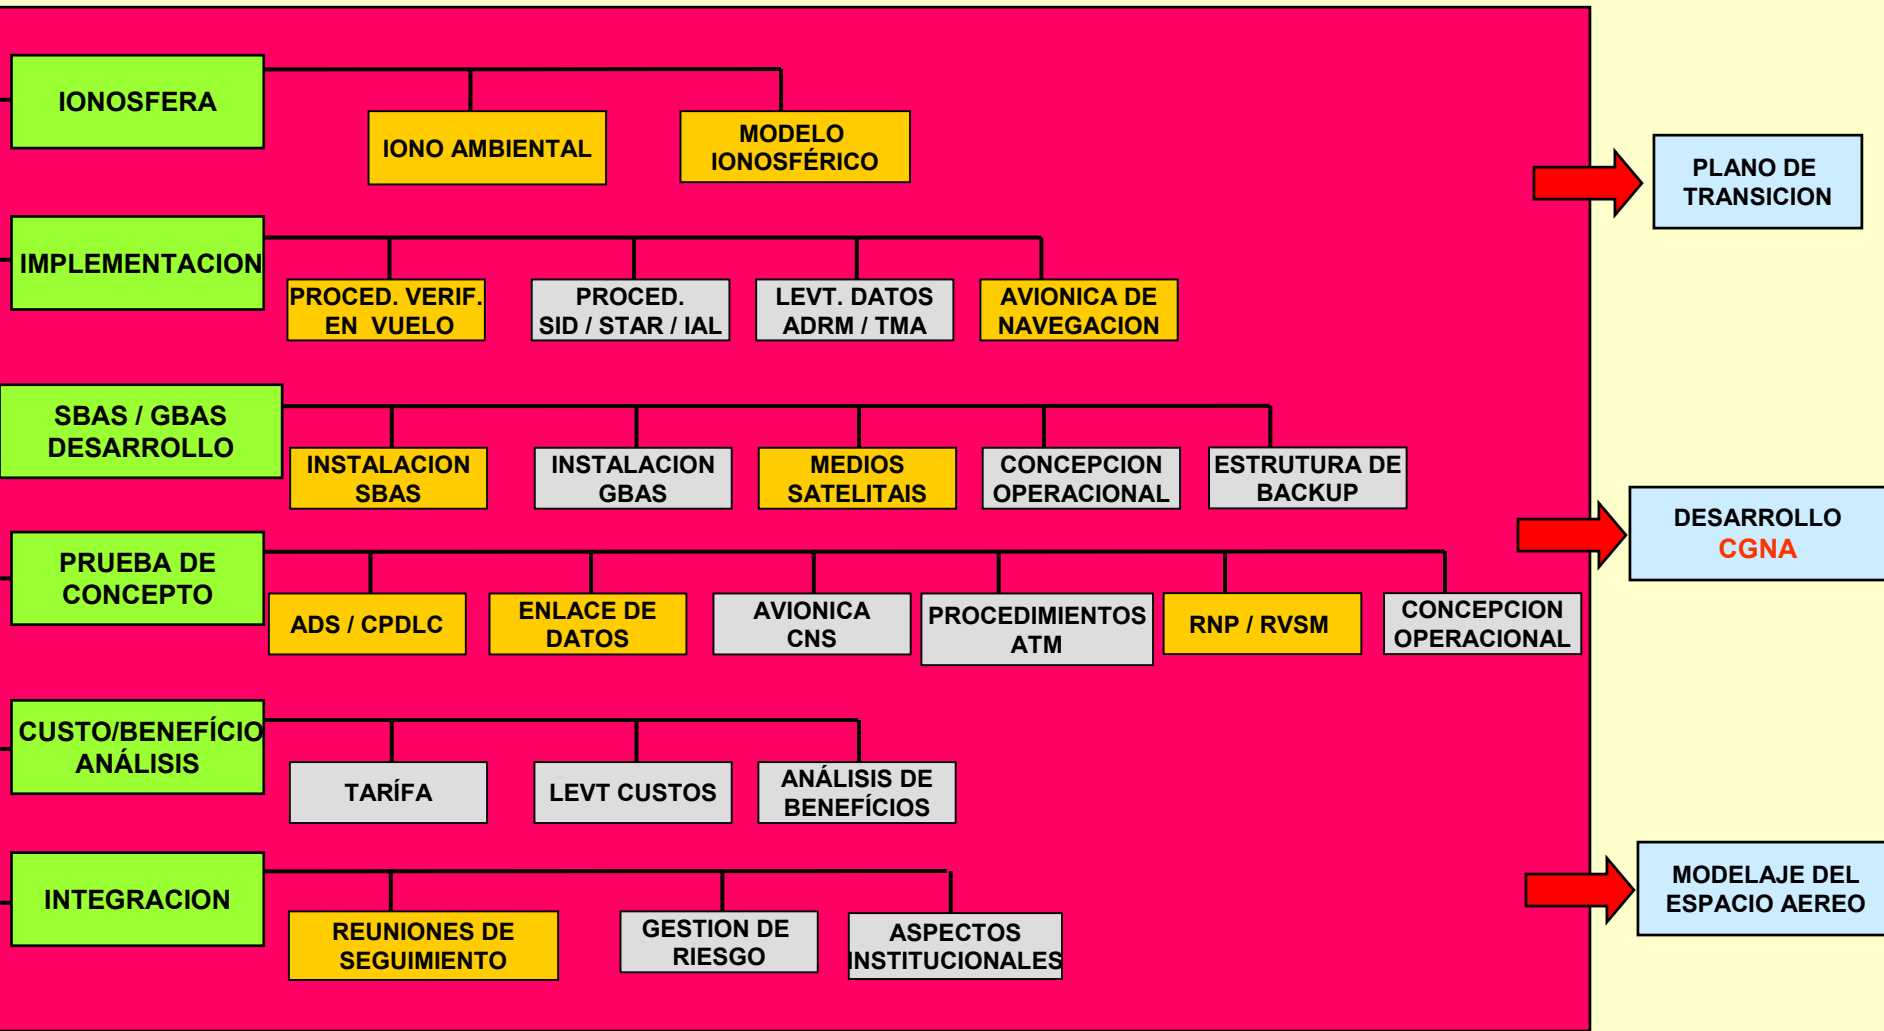 IONOSFERA
IONO AMBIENTAL
MODELO
IONOSFÉRICO
PLANO DE
TRANSICION
IMPLEMENTACION
PROCED. VERIF.
EN VUELO
PROCED.
SID / STAR / IAL
LEVT. DATOS
ADRM / TMA
AVIONICA DE
NAVEGACION
SBAS / GBAS
DESARROLLO
INSTALACION
SBAS
INSTALACION
GBAS
MEDIOS
SATELITAIS
CONCEPCION
OPERACIONAL
ESTRUTURA DE
BACKUP
DESARROLLO
CGNA
PRUEBA DE
CONCEPTO
ADS / CPDLC
ENLACE DE
DATOS
AVIONICA
CNS
PROCEDIMIENTOS
ATM
RNP / RVSM
CONCEPCION
OPERACIONAL
CUSTO/BENEFÍCIO
ANÁLISIS
TARÍFA
LEVT CUSTOS
ANÁLISIS DE
BENEFÍCIOS
INTEGRACION
REUNIONES DE
SEGUIMIENTO
GESTION DE
RIESGO
ASPECTOS
INSTITUCIONALES
MODELAJE DEL
ESPACIO AEREO